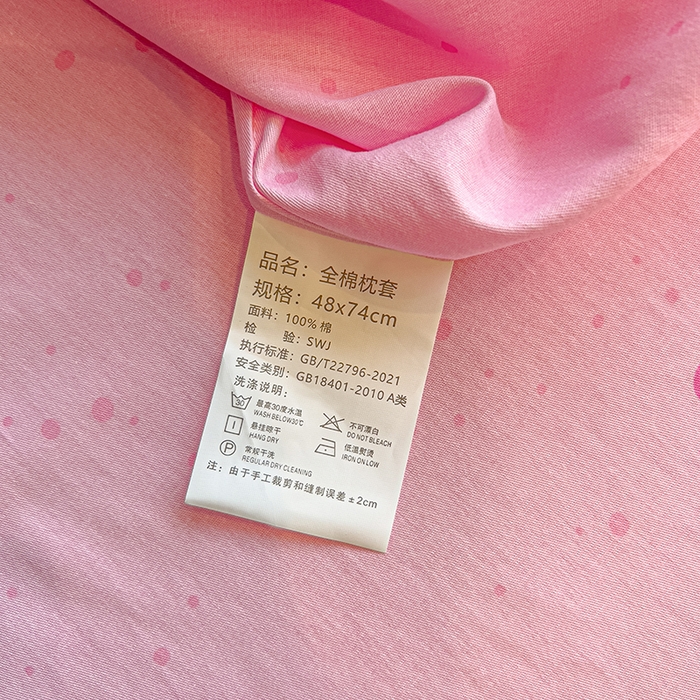 品名：全棉枕套
规格：48x74cm
面料：100% 棉
检 验：SWJ
执行标准：GB/T22796-2021
安全类别：GB18401-2010 A类
洗涤说明：
30 最高30度水温 不可漂白
WASH BELOW30℃ DO NOT BLEACH
悬挂晾干 低温熨烫
HANG DRY IRON ON LOW
P 常规干洗
REGULAR DRY CLEANING
注：由于手工裁剪和缝制误差±2cm